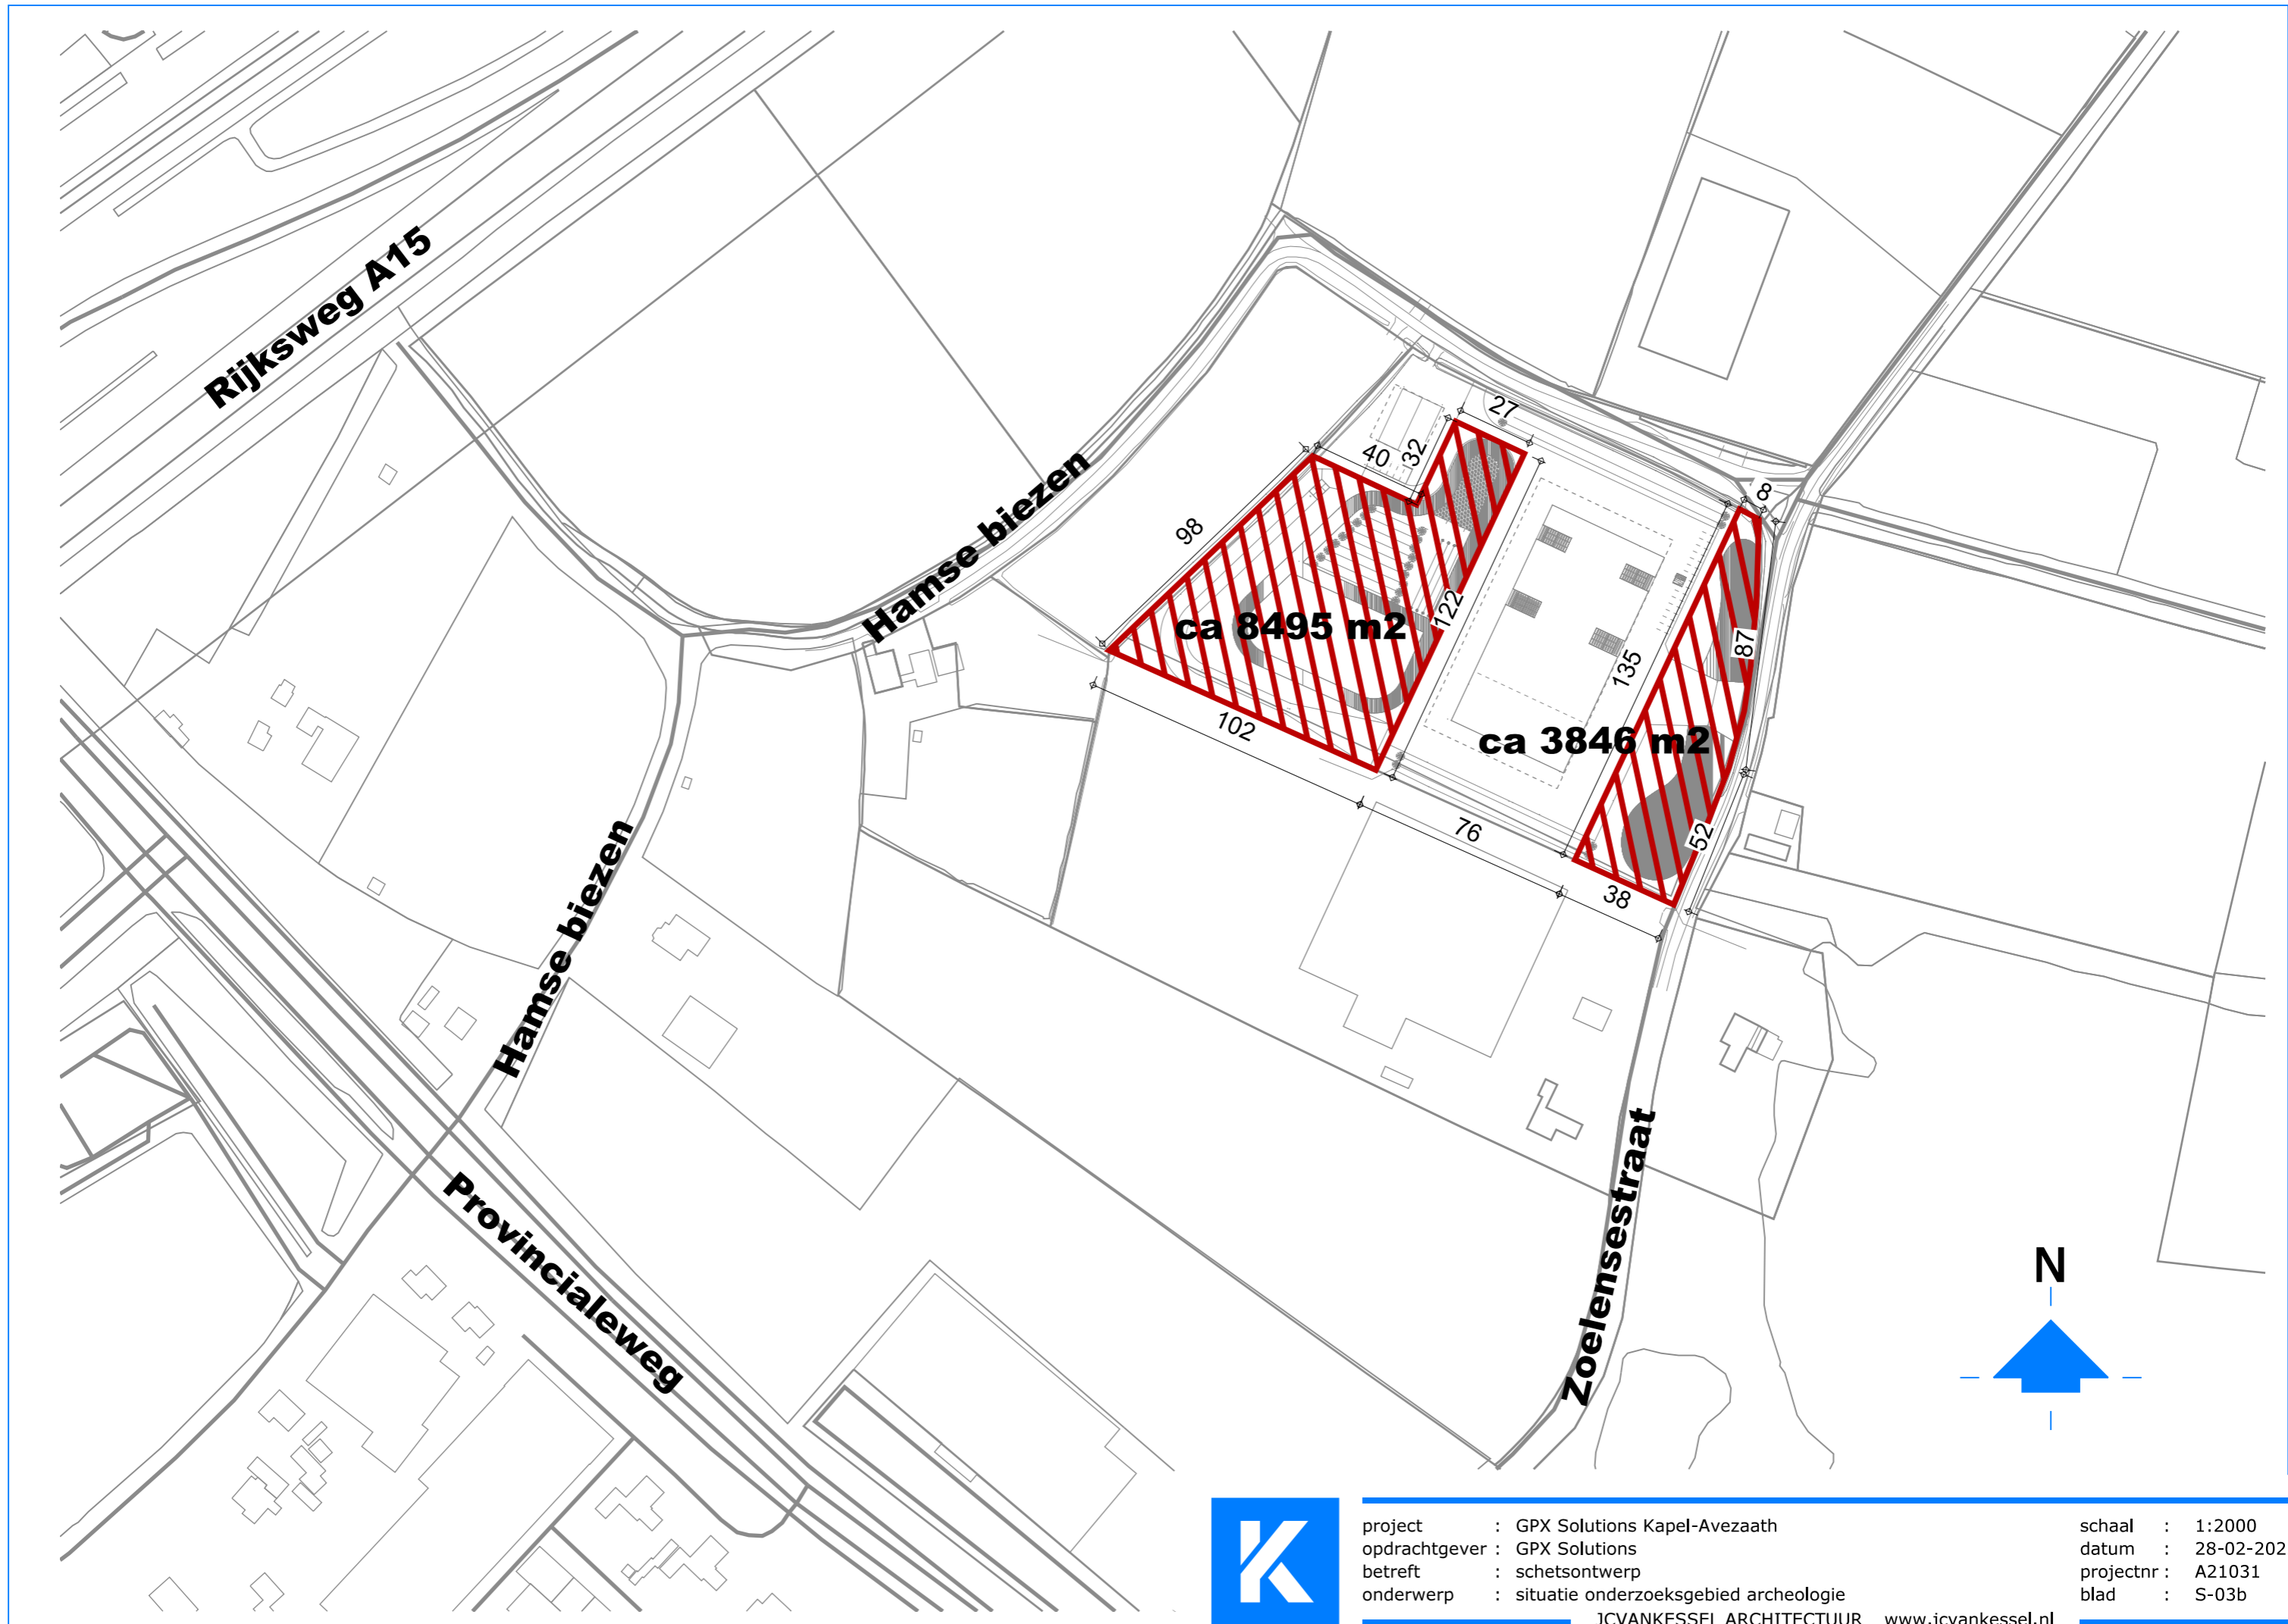 Rijksweg A15
27
8
40
32
98
Hamse biezen
ca 8495 m2
122
135
87
102
ca 3846 m2
76
52
38
Hamse biezen
Zoelensestraat
Provincialeweg
N
K
project : GPX Solutions Kapel-Avezaath
opdrachtgever : GPX Solutions
betreft : schetsontwerp
onderwerp : situatie onderzoeksgebied archeologie
schaal : 1:2000
datum : 28-02-202
projectnr : A21031
blad : S-03b
JCVANKESSEL ARCHITECTUUR www.jcvankessel.nl